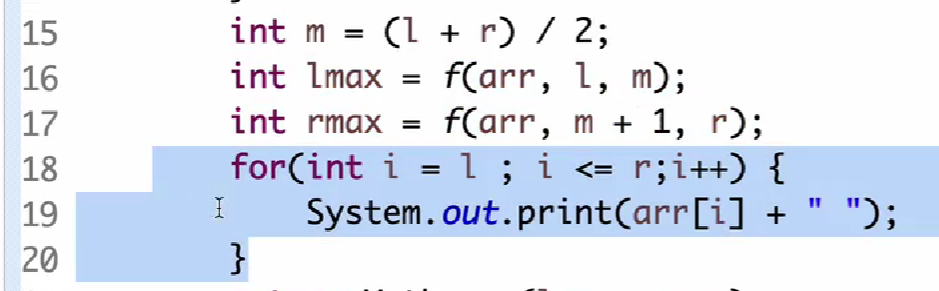 15 int m = (l + r) / 2;
16 int lmax = f(arr, l, m);
17 int rmax = f(arr, m + 1, r);
18 for(int i = l ; i <= r;i++) {
19 System.out.print(arr[i] + " ");
20 }